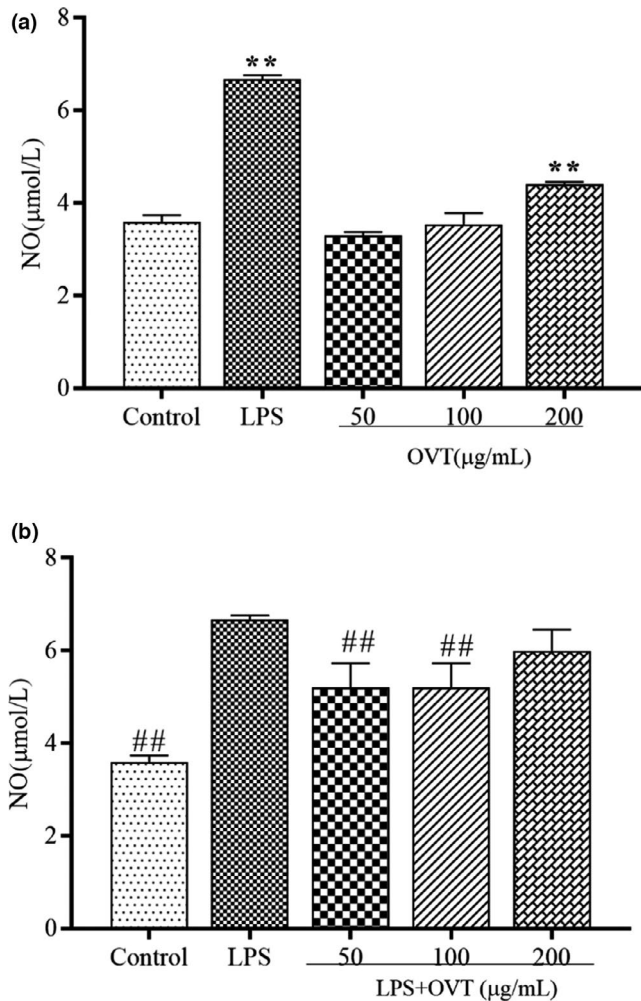 (a)
NO(μmol/L)
8
6
4
2
0
**
**
Control LPS 50 100 200
OVT(μg/mL)
(b)
NO(μmol/L)
8
6
4
2
0
##
##
##
Control LPS 50 100 200
LPS+OVT (μg/mL)